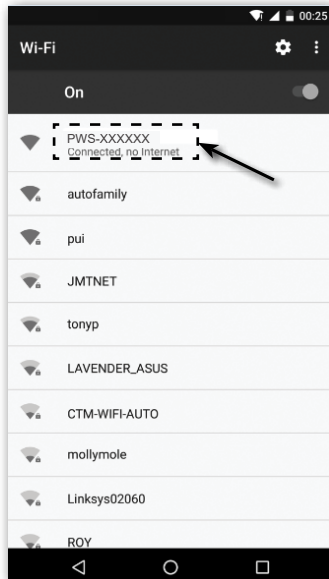 00:25
Wi-Fi
On
PWS-XXXXXX
Connected, no Internet
autofamily
pui
JMTNET
tonyp
LAVENDER_ASUS
CTM-WIFI-AUTO
mollymole
Linksys02060
ROY